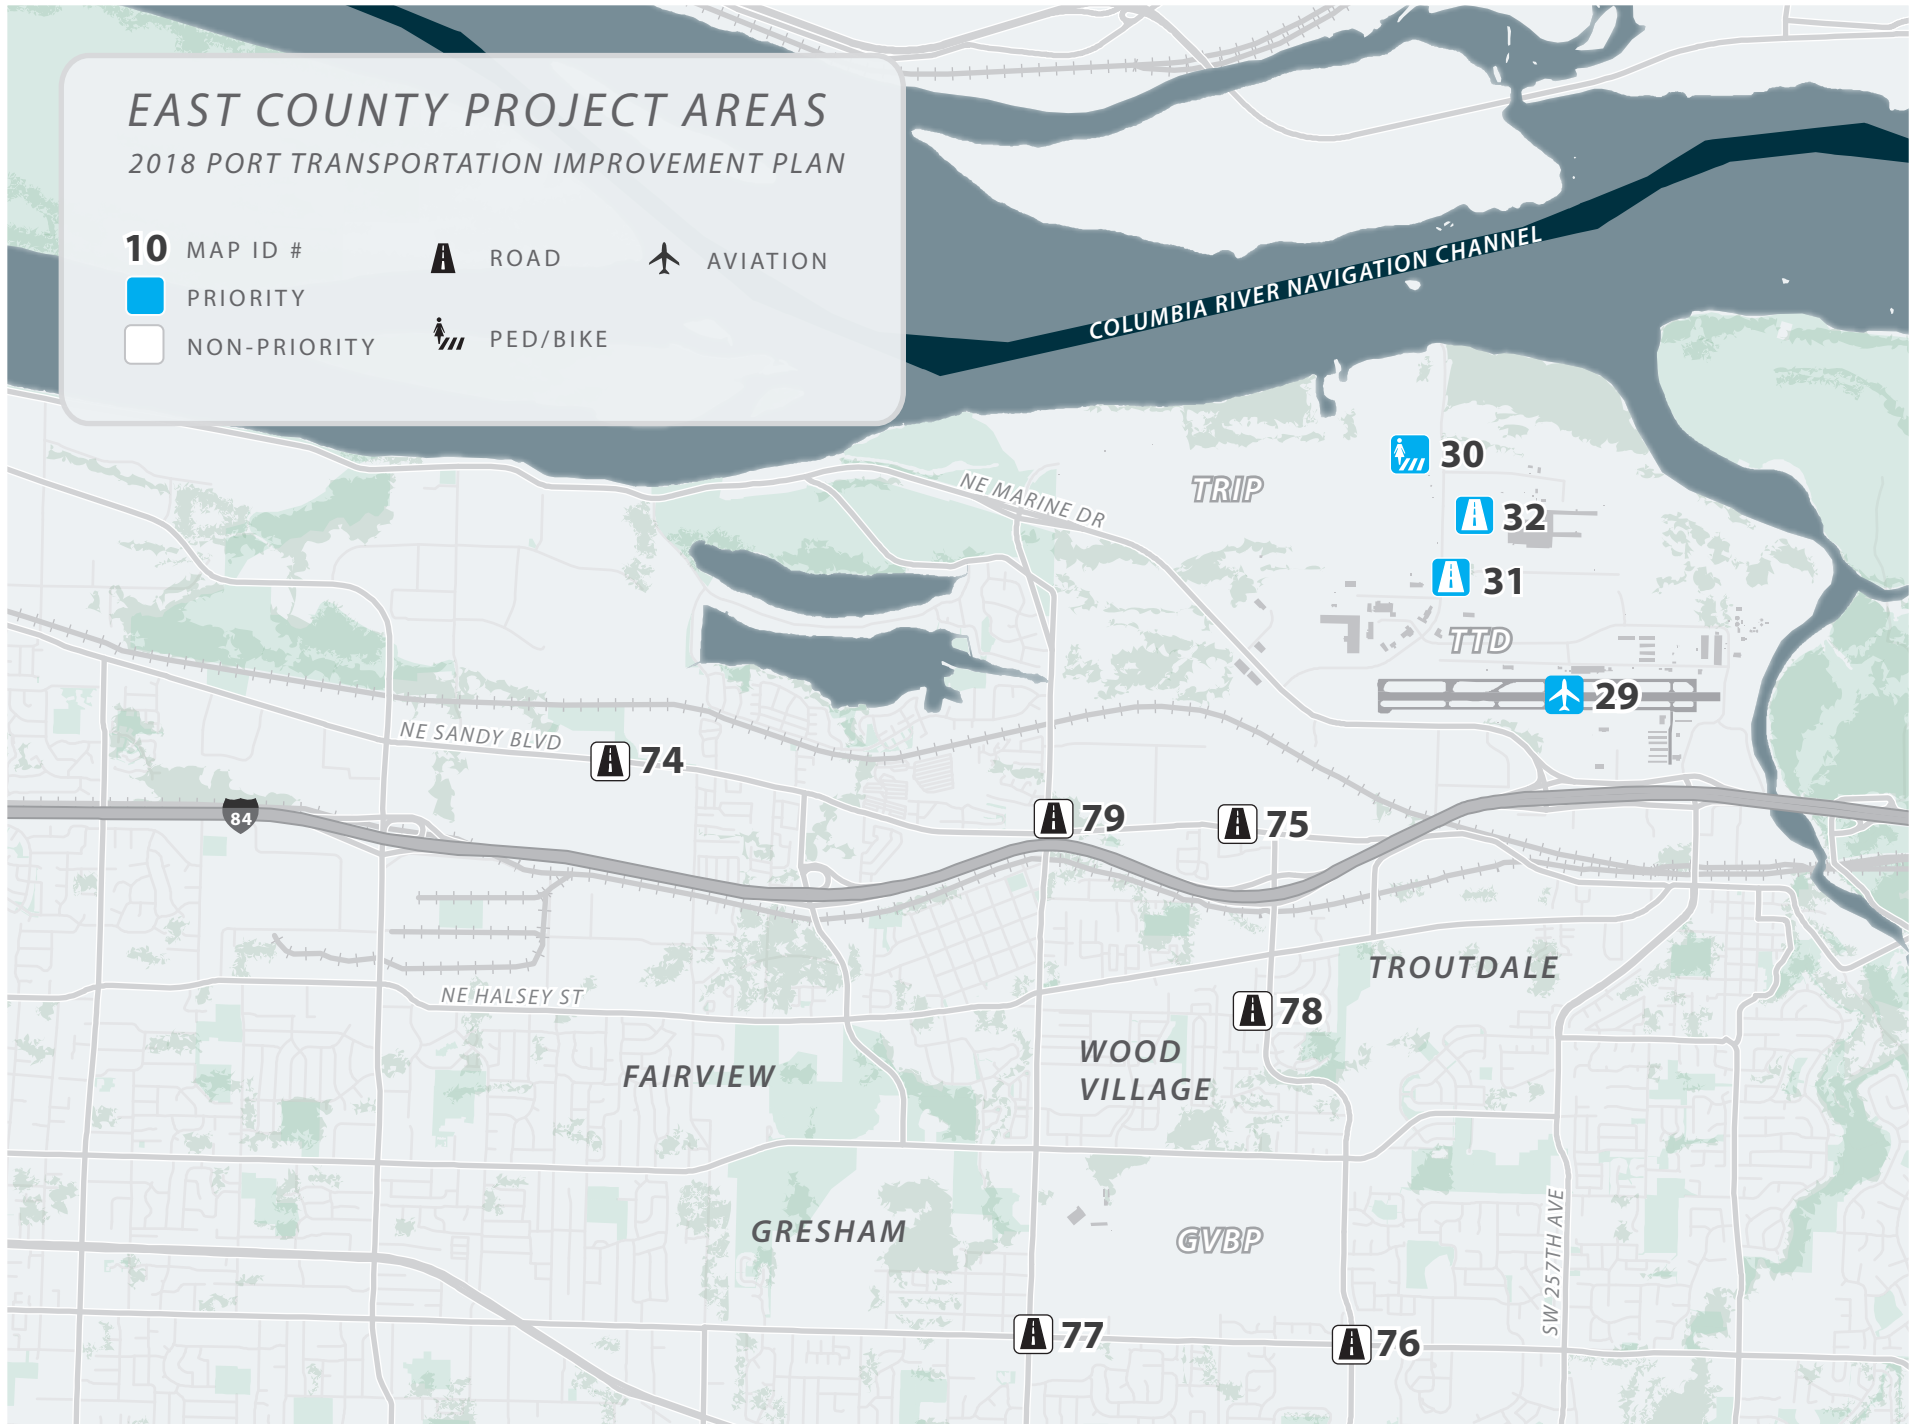 EAST COUNTY PROJECT AREAS
2018 PORT TRANSPORTATION IMPROVEMENT PLAN
10 MAP ID #
PRIORITY
NON-PRIORITY
ROAD
PED/BIKE
AVIATION
COLUMBIA RIVER NAVIGATION CHANNEL
30
TRIP
NE MARINE DR
32
31
TTD
29
NE SANDY BLVD
74
84
79
75
TROUTDALE
NE HALSEY ST
78
WOOD
VILLAGE
FAIRVIEW
GRESHAM
GVBP
SW 257TH AVE
77
76